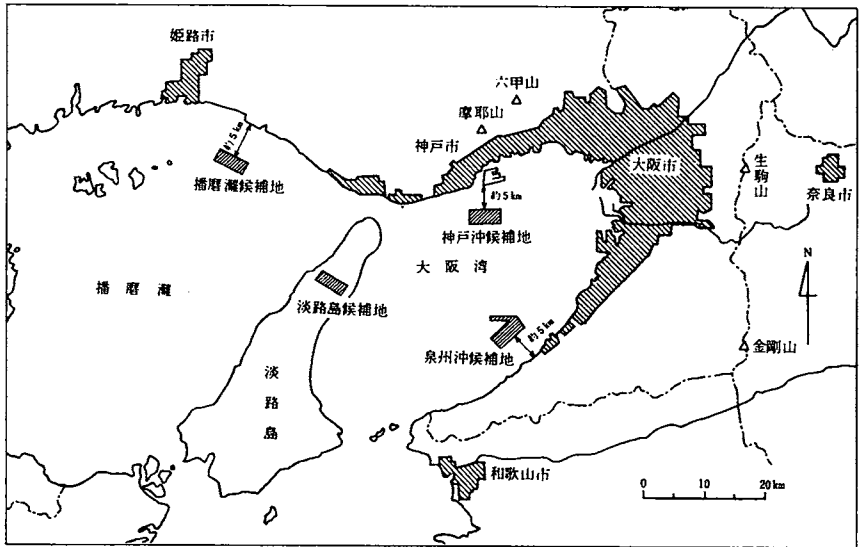 姫路市
六甲山
摩耶山
神戸市
約5km
播磨灘候補地
大阪市
生駒山
奈良市
約5km
神戸沖候補地
大阪湾
播磨灘
N
淡路島候補地
約5km
泉州沖候補地
金剛山
淡路島
和歌山市
0 10 20km